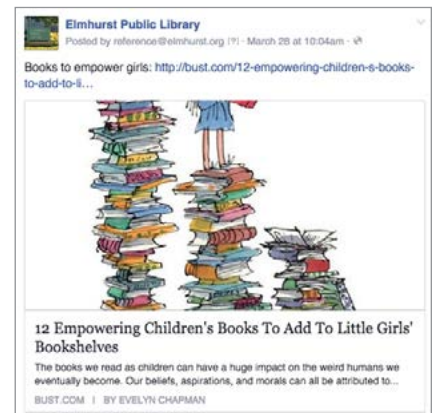 Elmhurst Public Library
Posted by reference@elmhurst.org [?] · March 28 at 10:04am ·
Books to empower girls: http://bust.com/12-empowering-children-s-books-
to-add-to-li…
12 Empowering Children's Books To Add To Little Girls'
Bookshelves
The books we read as children can have a huge impact on the weird humans we
eventually become. Our beliefs, aspirations, and morals can all be attributed to...
BUST.COM | BY EVELYN CHAPMAN